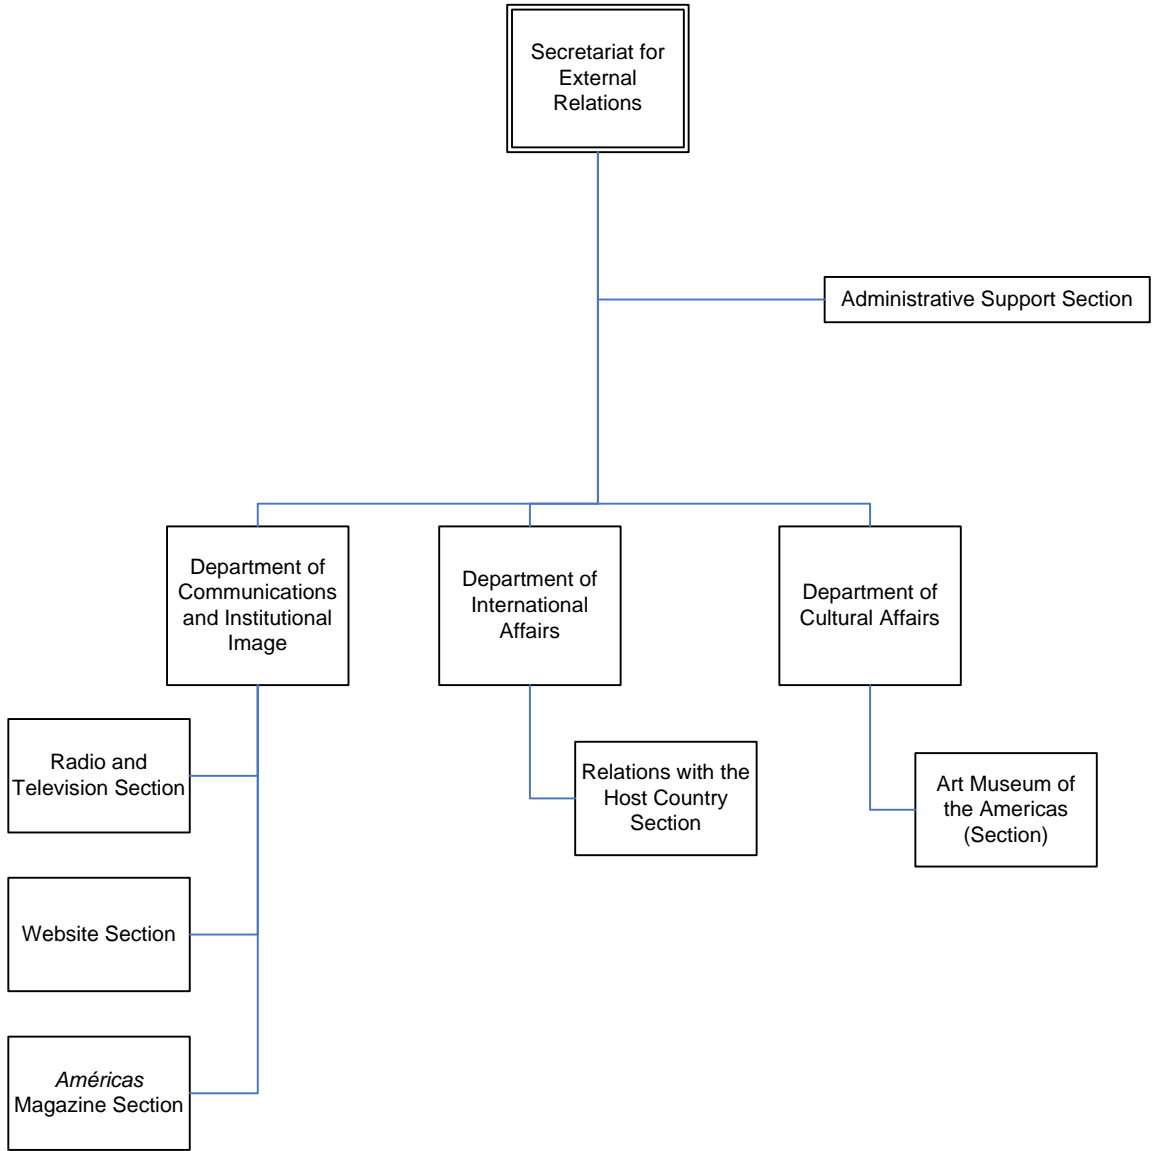 Secretariat for
External
Relations
Administrative Support Section
Department of
Communications
and Institutional
Image
Department of
International
Affairs
Department of
Cultural Affairs
Radio and
Television Section
Relations with the
Host Country
Section
Art Museum of
the Americas
(Section)
Website Section
Américas
Magazine Section